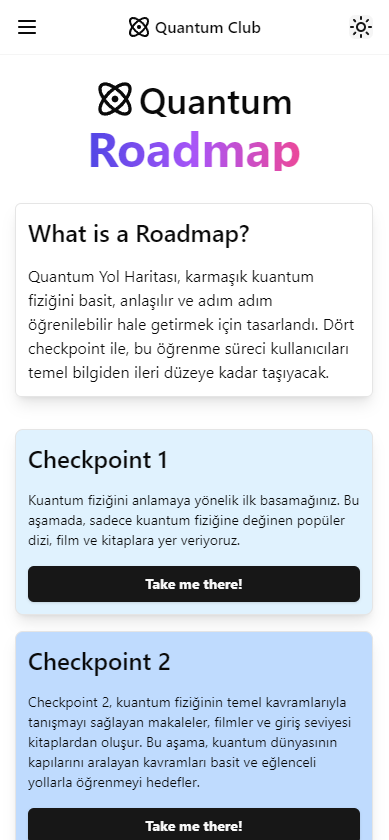 Quantum Club
Quantum
Roadmap
What is a Roadmap?
Quantum Yol Haritası, karmaşık kuantum
fiziğini basit, anlaşılır ve adım adım
öğrenilebilir hale getirmek için tasarlandı. Dört
checkpoint ile, bu öğrenme süreci kullanıcıları
temel bilgiden ileri düzeye kadar taşıyacak.
Checkpoint 1
Kuantum fiziğini anlamaya yönelik ilk basamağınız. Bu
aşamada, sadece kuantum fiziğine değinen popüler
dizi, film ve kitaplara yer veriyoruz.
Take me there!
Checkpoint 2
Checkpoint 2, kuantum fiziğinin temel kavramlarıyla
tanışmayı sağlayan makaleler, filmler ve giriş seviyesi
kitaplardan oluşur. Bu aşama, kuantum dünyasının
kapılarını aralayan kavramları basit ve eğlenceli
yollarla öğrenmeyi hedefler.
Take me there!